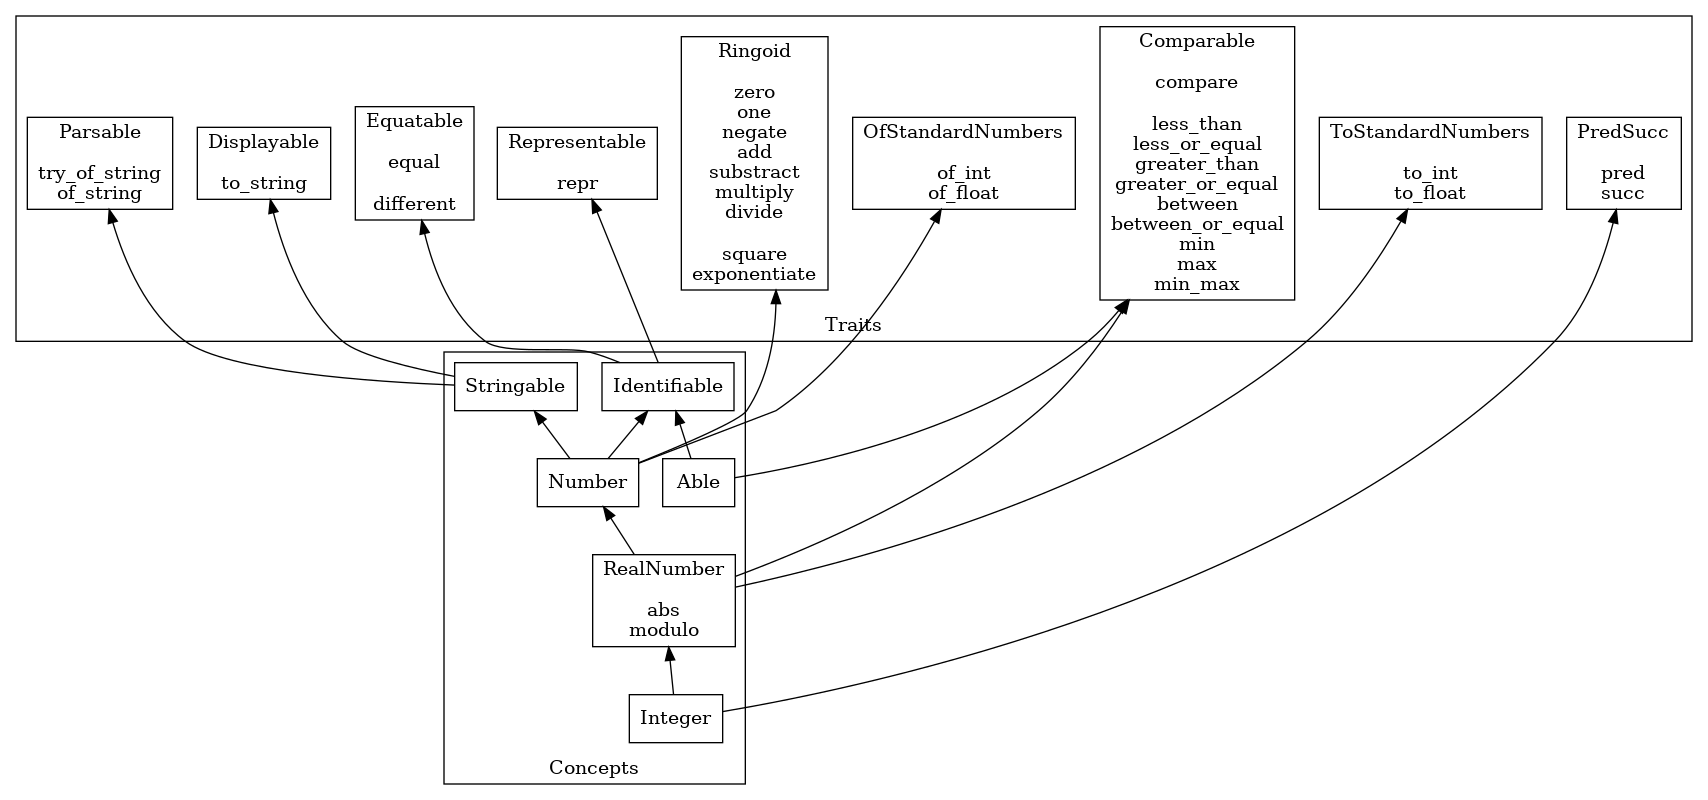 Parsable
try_of_string
of_string
Displayable
to_string
Equatable
equal
different
Representable
repr
Ringoid
zero
one
negate
add
substract
multiply
divide
square
exponentiate
OfStandardNumbers
of_int
of_float
Comparable
compare
less_than
less_or_equal
greater_than
greater_or_equal
between
between_or_equal
min
max
min_max
ToStandardNumbers
to_int
to_float
PredSucc
pred
succ
Traits
Stringable
Identifiable
Number
Able
RealNumber
abs
modulo
Integer
Concepts